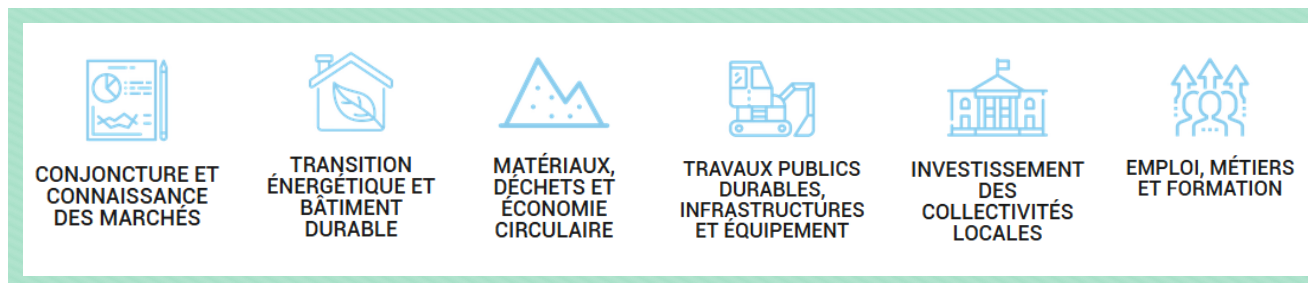 CONJONCTURE ET
CONNAISSANCE
DES MARCHÉS
TRANSITION
ÉNERGÉTIQUE ET
BÂTIMENT
DURABLE
MATÉRIAUX,
DÉCHETS ET
ÉCONOMIE
CIRCULAIRE
TRAVAUX PUBLICS
DURABLES,
INFRASTRUCTURES
ET ÉQUIPEMENT
INVESTISSEMENT
DES
COLLECTIVITÉS
LOCALES
EMPLOI, MÉTIERS
ET FORMATION